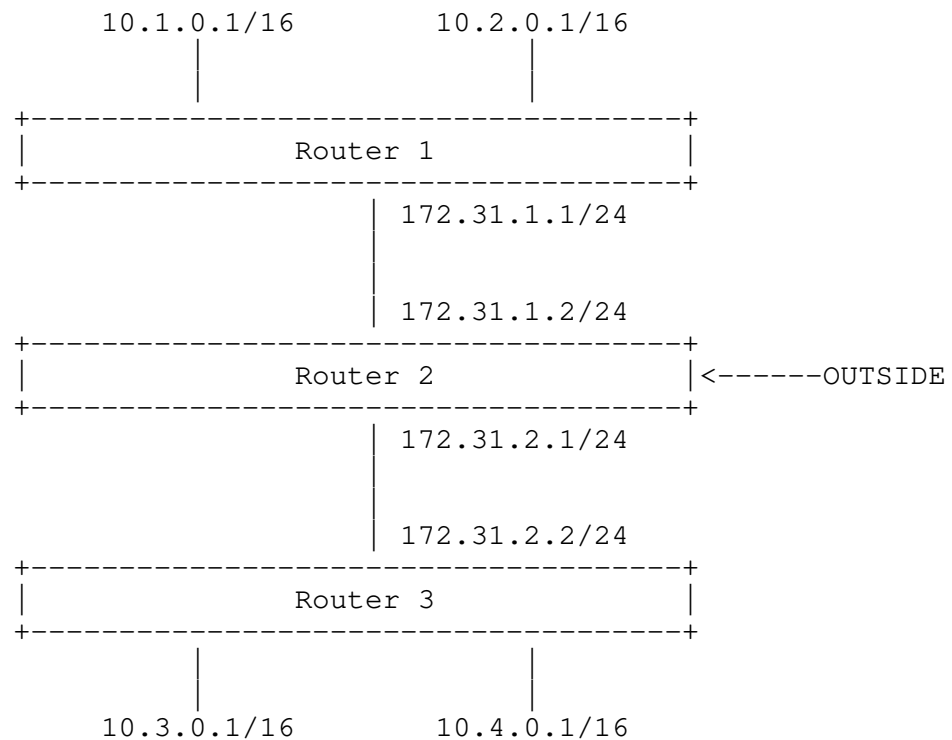 10.1.0.1/16 10.2.0.1/16
Router 1
172.31.1.1/24
172.31.1.2/24
Router 2 <------OUTSIDE
172.31.2.1/24
172.31.2.2/24
Router 3
10.3.0.1/16 10.4.0.1/16